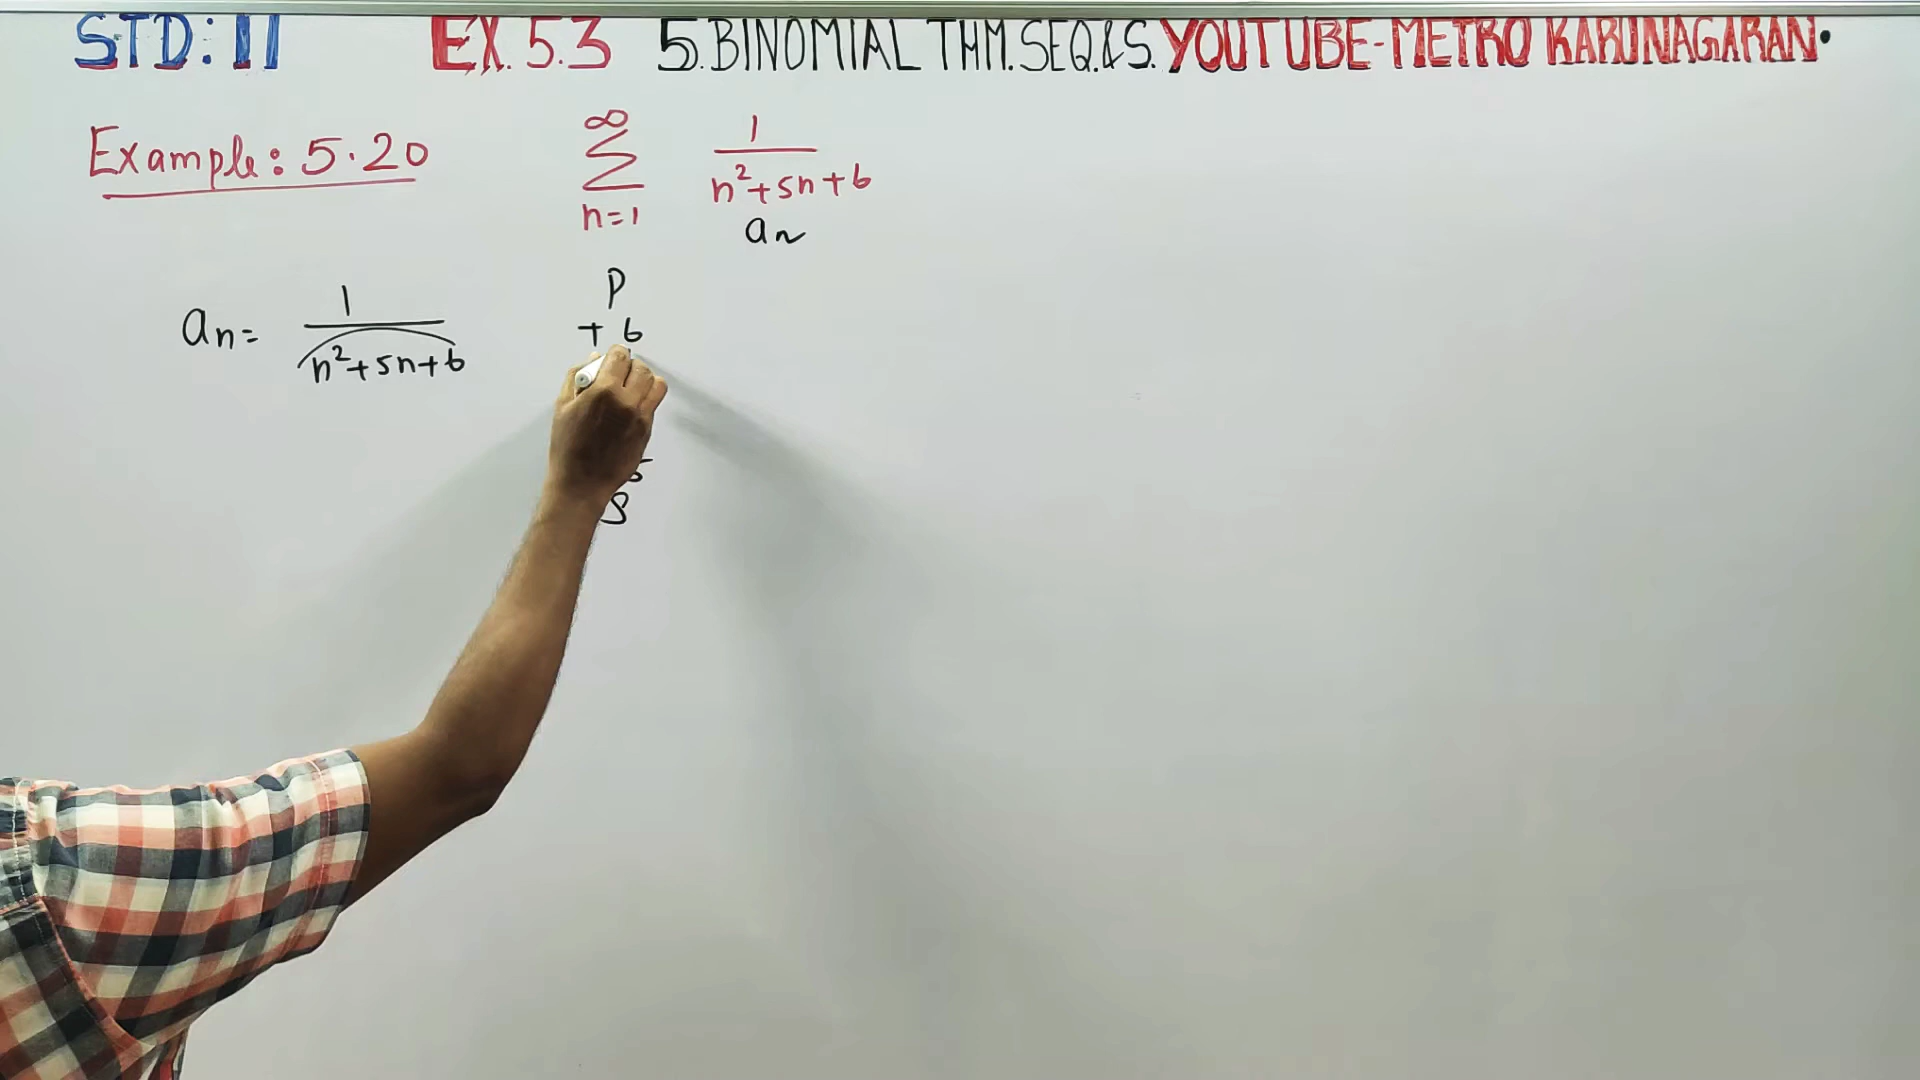 STD: 11 EX. 5.3 5. BINOMIAL THM. SEQ.&S. YOUTUBE-METRO KARUNAGARAN.
Example: 5.20
∞
∑
n=1
1
n²+5n+6
an
an=
1
n²+5n+6
P
+6
S